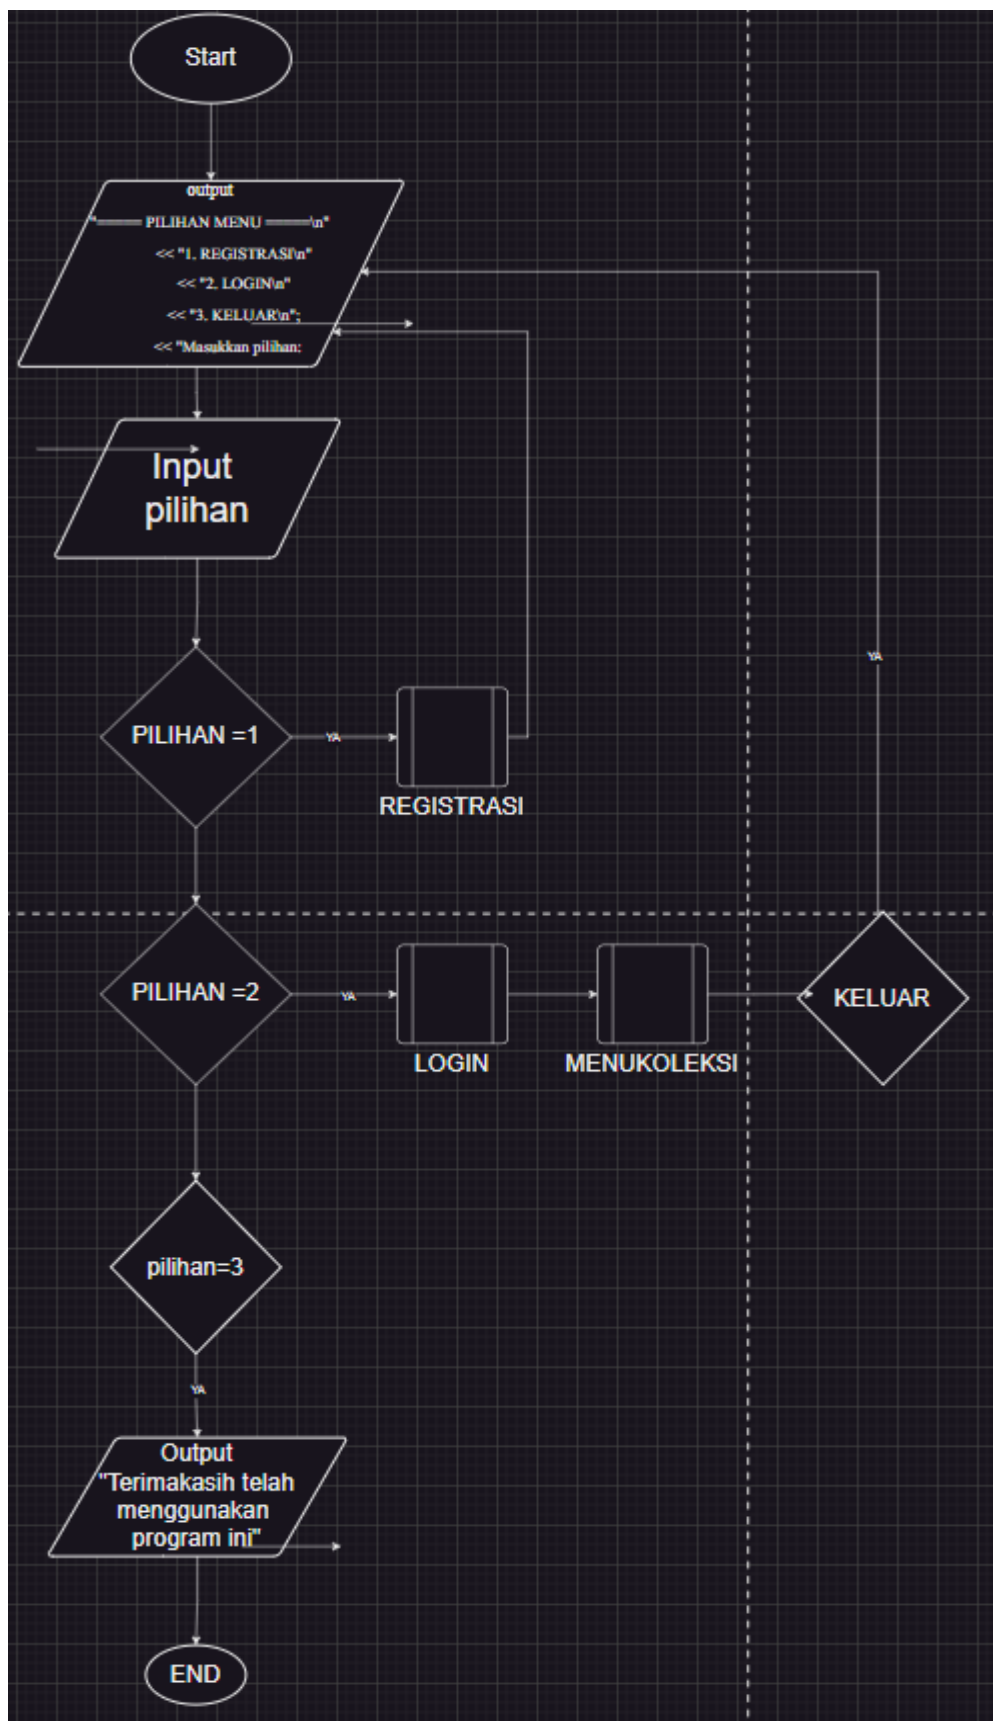 Start
output
"===== PILIHAN MENU =====\n"
<< "1. REGISTRASI\n"
<< "2. LOGIN\n"
<< "3. KELUAR\n";
<< "Masukkan pilihan:
Input
pilihan
YA
PILIHAN =1
YA
REGISTRASI
PILIHAN =2
YA
LOGIN
MENUKOLEKSI
KELUAR
pilihan=3
YA
Output
"Terimakasih telah
menggunakan
program ini"
END